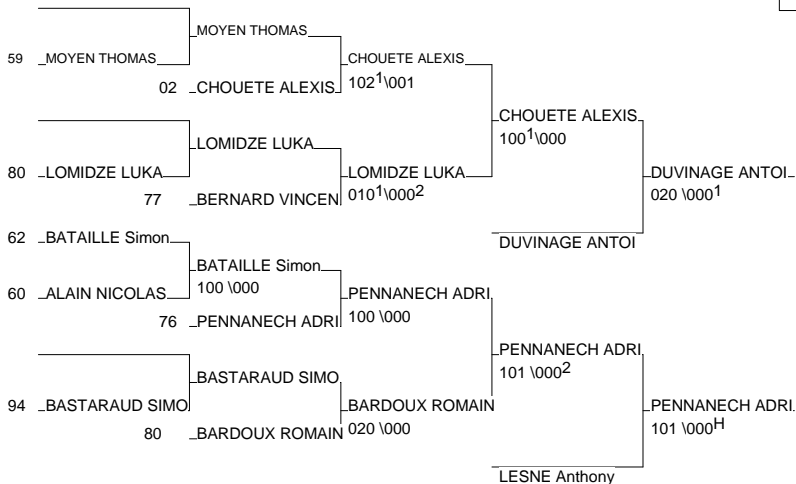 MOYEN THOMAS
59 MOYEN THOMAS CHOUETE ALEXIS
02 CHOUETE ALEXIS 102¹\001
CHOUETE ALEXIS
100¹\000
LOMIDZE LUKA
80 LOMIDZE LUKA LOMIDZE LUKA DUVINAGE ANTOI
77 BERNARD VINCEN 010¹\000² 020 \000¹
62 BATAILLE Simon DUVINAGE ANTOI
BATAILLE Simon
100 \000
60 ALAIN NICOLAS PENNANECH ADRI
76 PENNANECH ADRI 100 \000
PENNANECH ADRI
101 \000²
BASTARAUD SIMO
94 BASTARAUD SIMO BARDOUX ROMAIN PENNANECH ADRI
80 BARDOUX ROMAIN 020 \000 101 \000ᴴ
LESNE Anthony